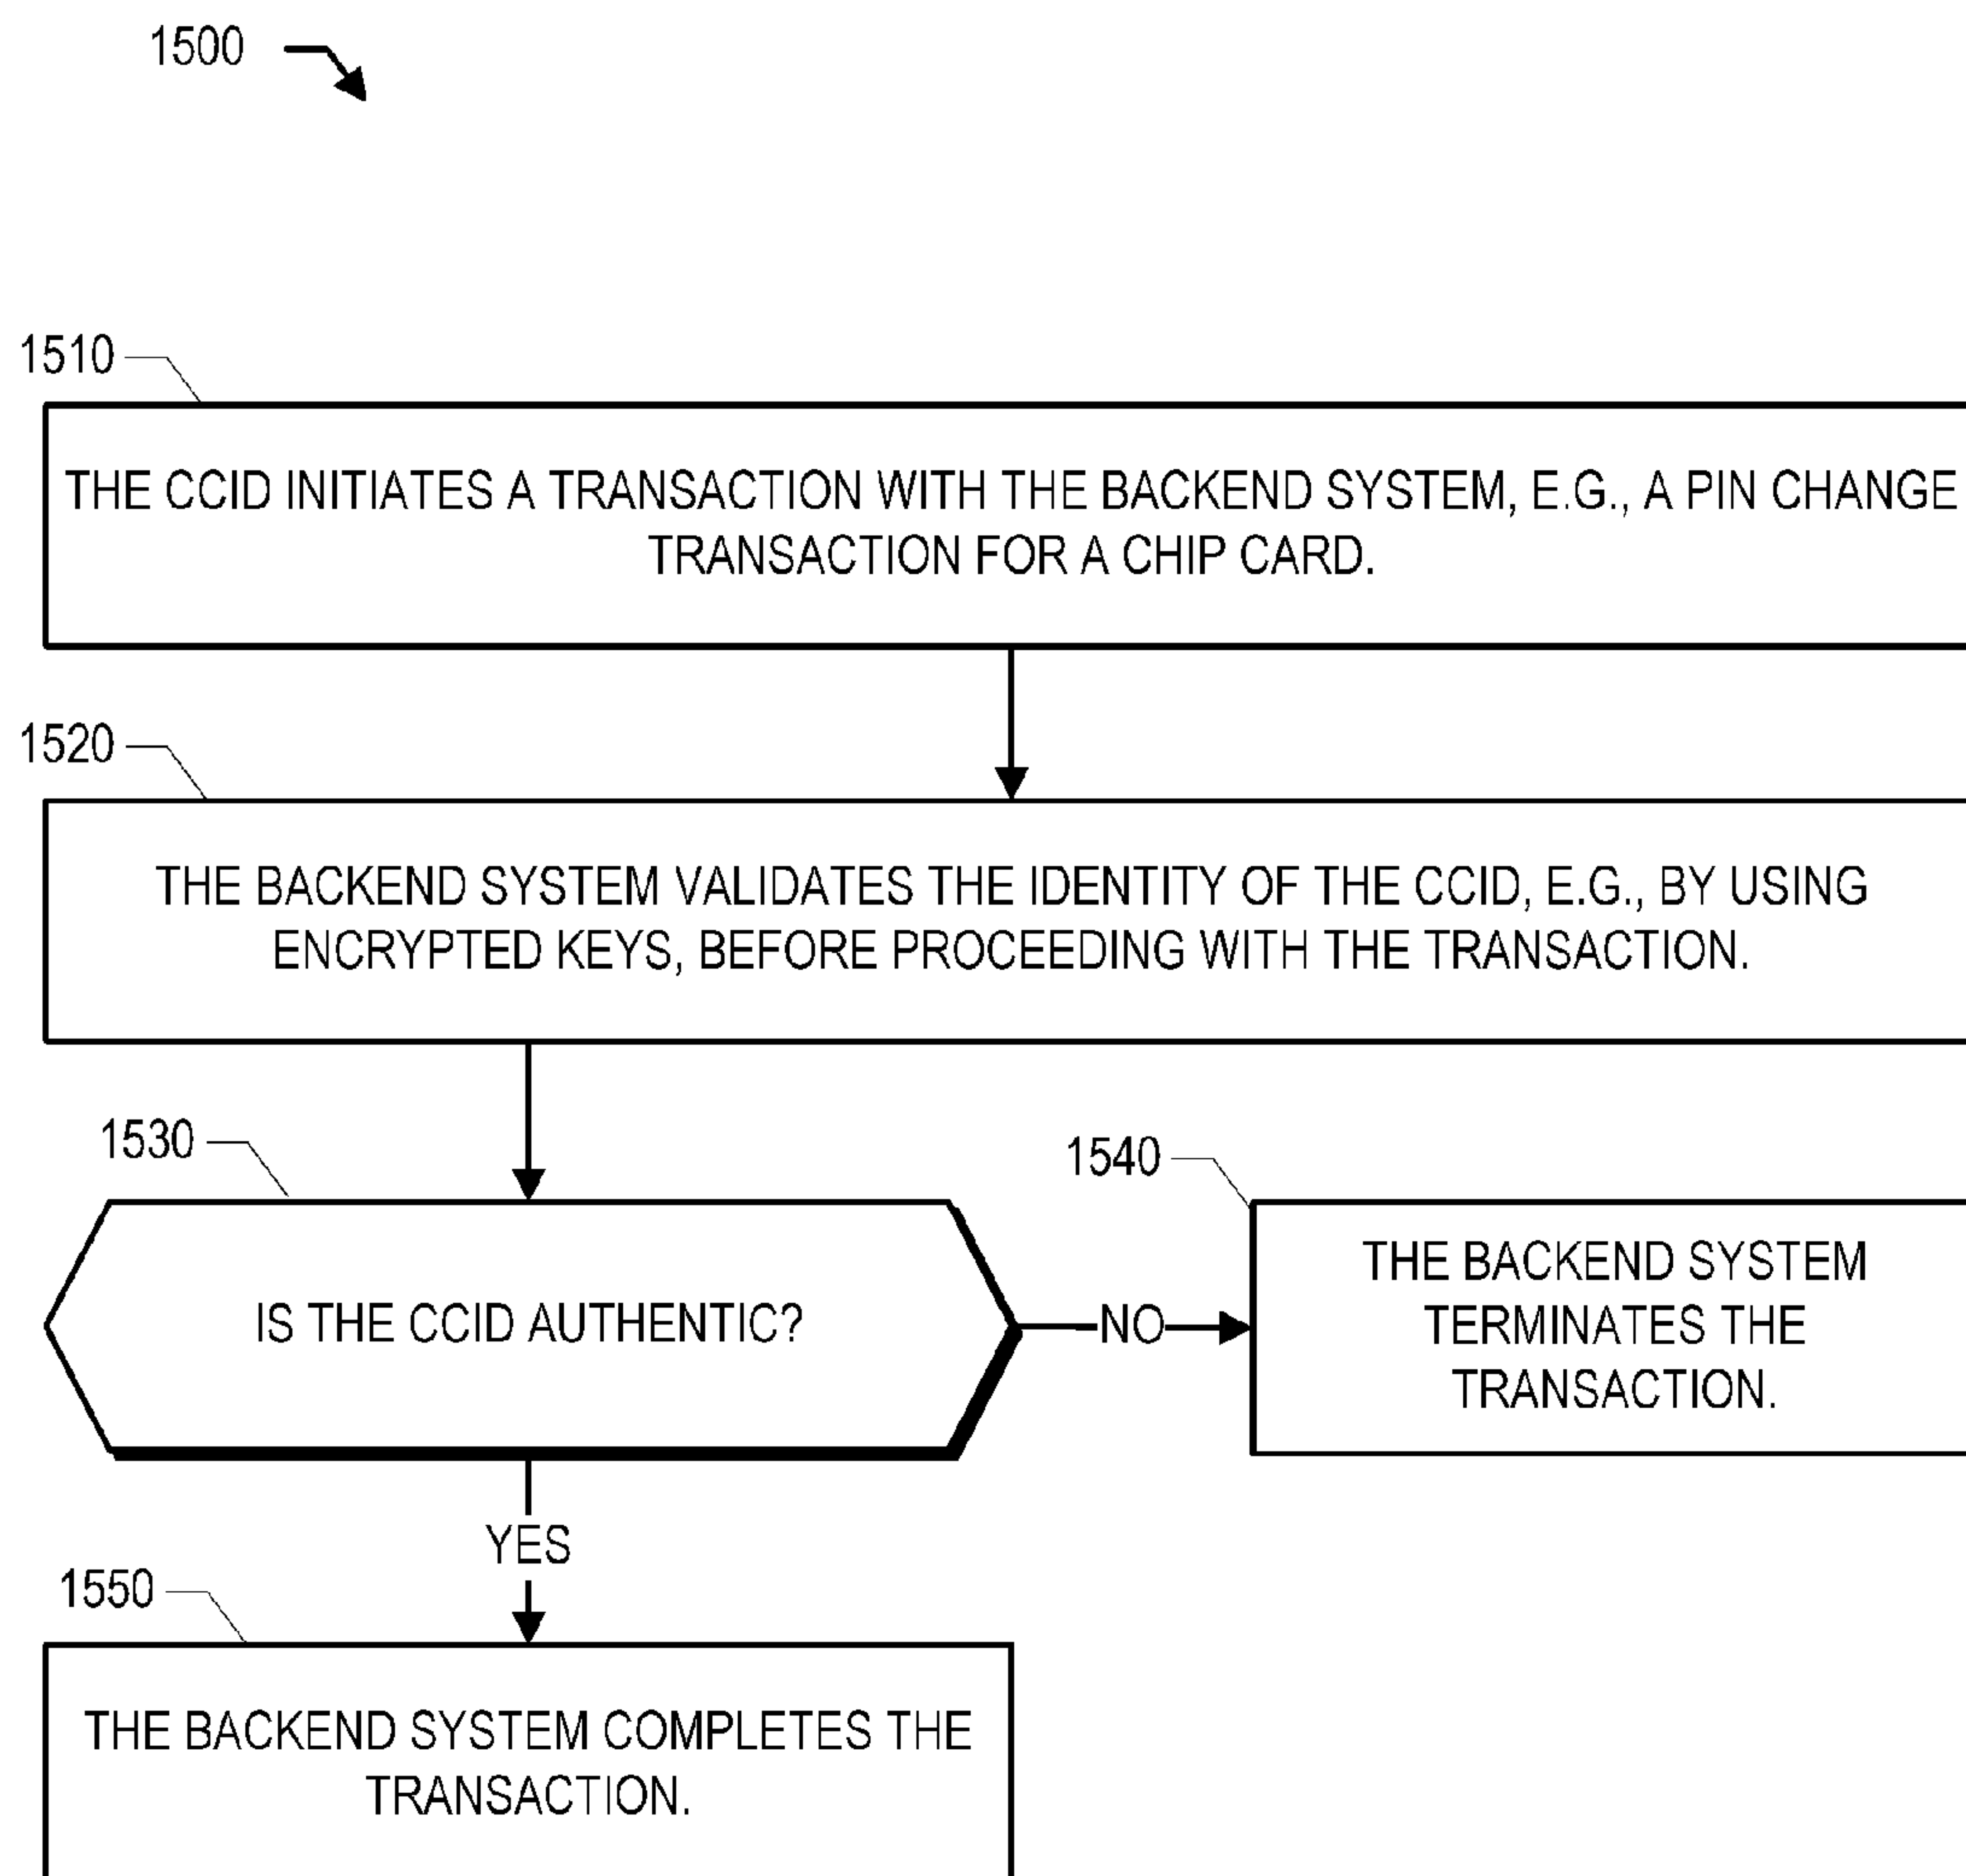 1500
1510
THE CCID INITIATES A TRANSACTION WITH THE BACKEND SYSTEM, E.G., A PIN CHANGE
TRANSACTION FOR A CHIP CARD.
1520
THE BACKEND SYSTEM VALIDATES THE IDENTITY OF THE CCID, E.G., BY USING
ENCRYPTED KEYS, BEFORE PROCEEDING WITH THE TRANSACTION.
1530
IS THE CCID AUTHENTIC?
NO
1540
THE BACKEND SYSTEM
TERMINATES THE
TRANSACTION.
YES
1550
THE BACKEND SYSTEM COMPLETES THE
TRANSACTION.